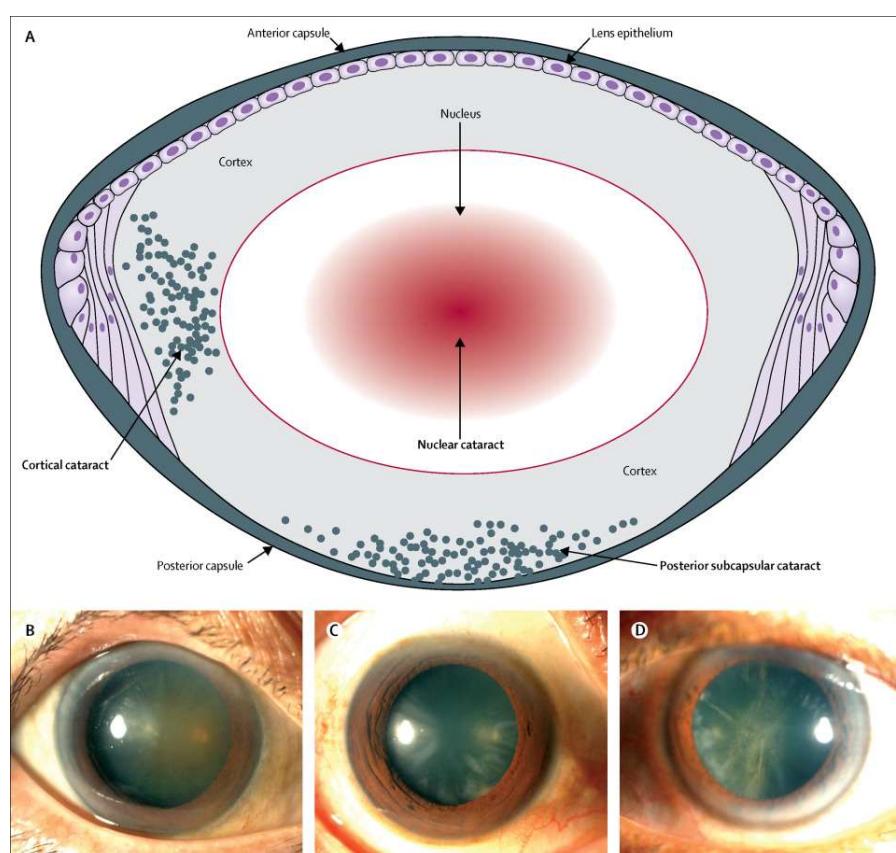 A
Anterior capsule
Lens epithelium
Nucleus
Cortex
Nuclear cataract
Cortical cataract
Cortex
Posterior capsule
Posterior subcapsular cataract
B
C
D